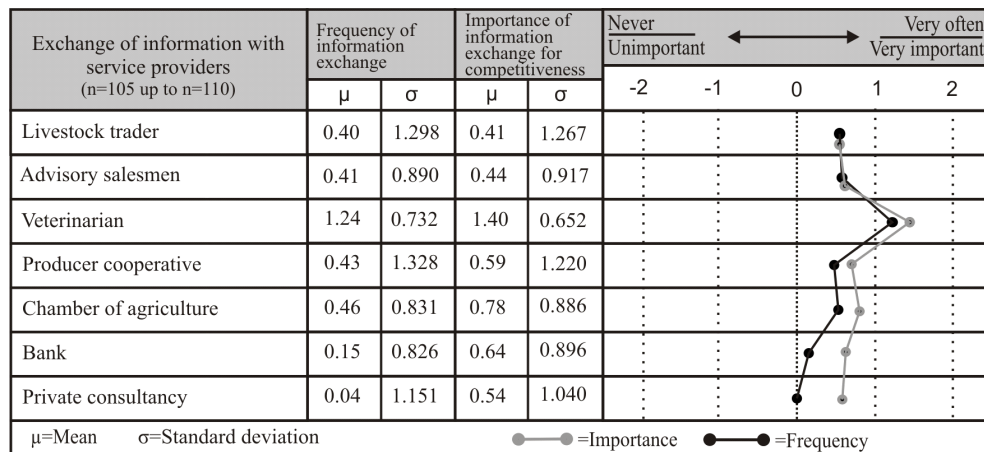 Exchange of information with
service providers
(n=105 up to n=110)
Frequency of
information
exchange
Importance of
information
exchange for
competitiveness
Never
Unimportant
Very often
Very important
μ σ μ σ
-2 -1 0 1 2
Livestock trader 0.40 1.298 0.41 1.267
Advisory salesmen 0.41 0.890 0.44 0.917
Veterinarian 1.24 0.732 1.40 0.652
Producer cooperative 0.43 1.328 0.59 1.220
Chamber of agriculture 0.46 0.831 0.78 0.886
Bank 0.15 0.826 0.64 0.896
Private consultancy 0.04 1.151 0.54 1.040
μ=Mean σ=Standard deviation =Importance =Frequency